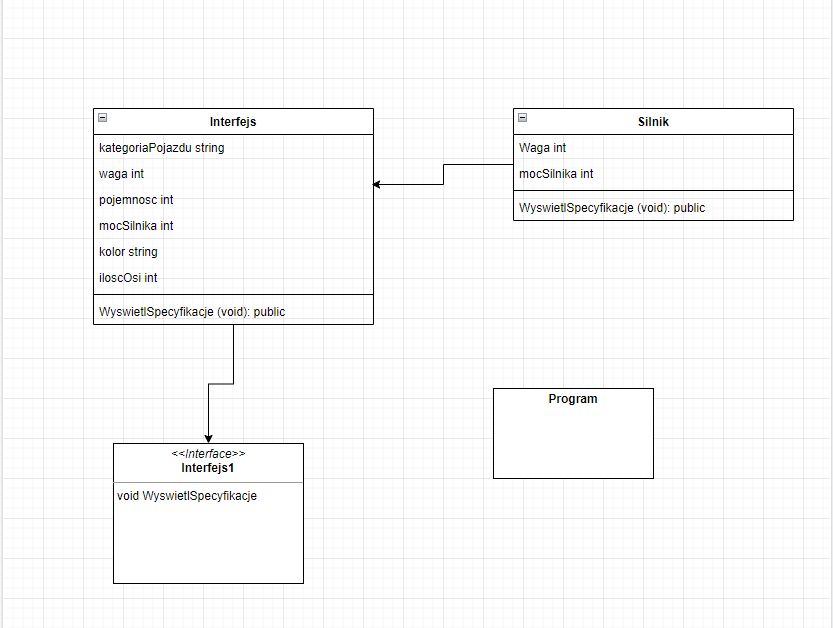 Interfejs
kategoriaPojazdu string
waga int
pojemnosc int
mocSilnika int
kolor string
iloscOsi int
WyswietlSpecyfikacje (void): public
Silnik
Waga int
mocSilnika int
WyswietlSpecyfikacje (void): public
<<Interface>>
Interfejs1
void WyswietlSpecyfikacje
Program